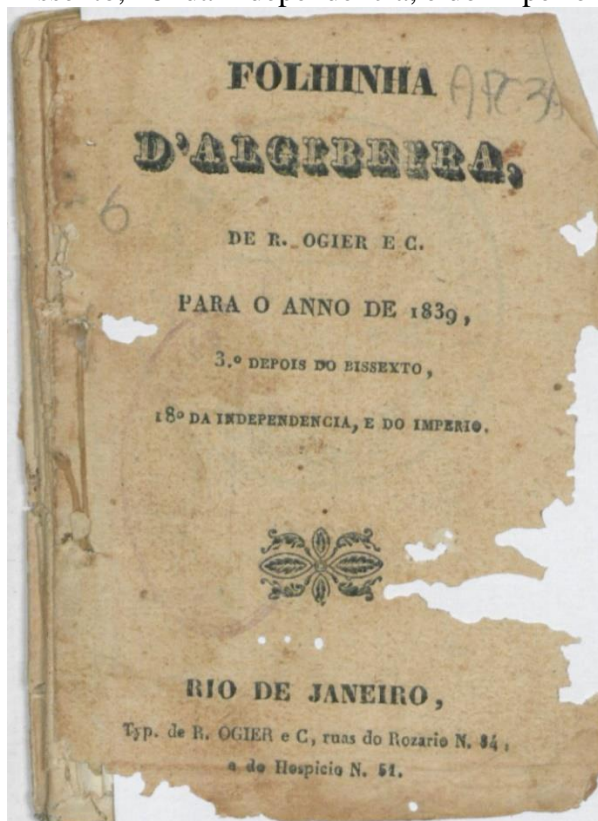 FOLHINHA
D'ALGIBEIRA,
6
DE R. OGIER E C.
PARA O ANNO DE 1839,
3.º DEPOIS DO BISSEXTO,
18º DA INDEPENDENCIA, E DO IMPERIO.
RIO DE JANEIRO,
Typ. de R. OGIER e C, ruas do Rozario N. 84,
e do Hospicio N. 51.